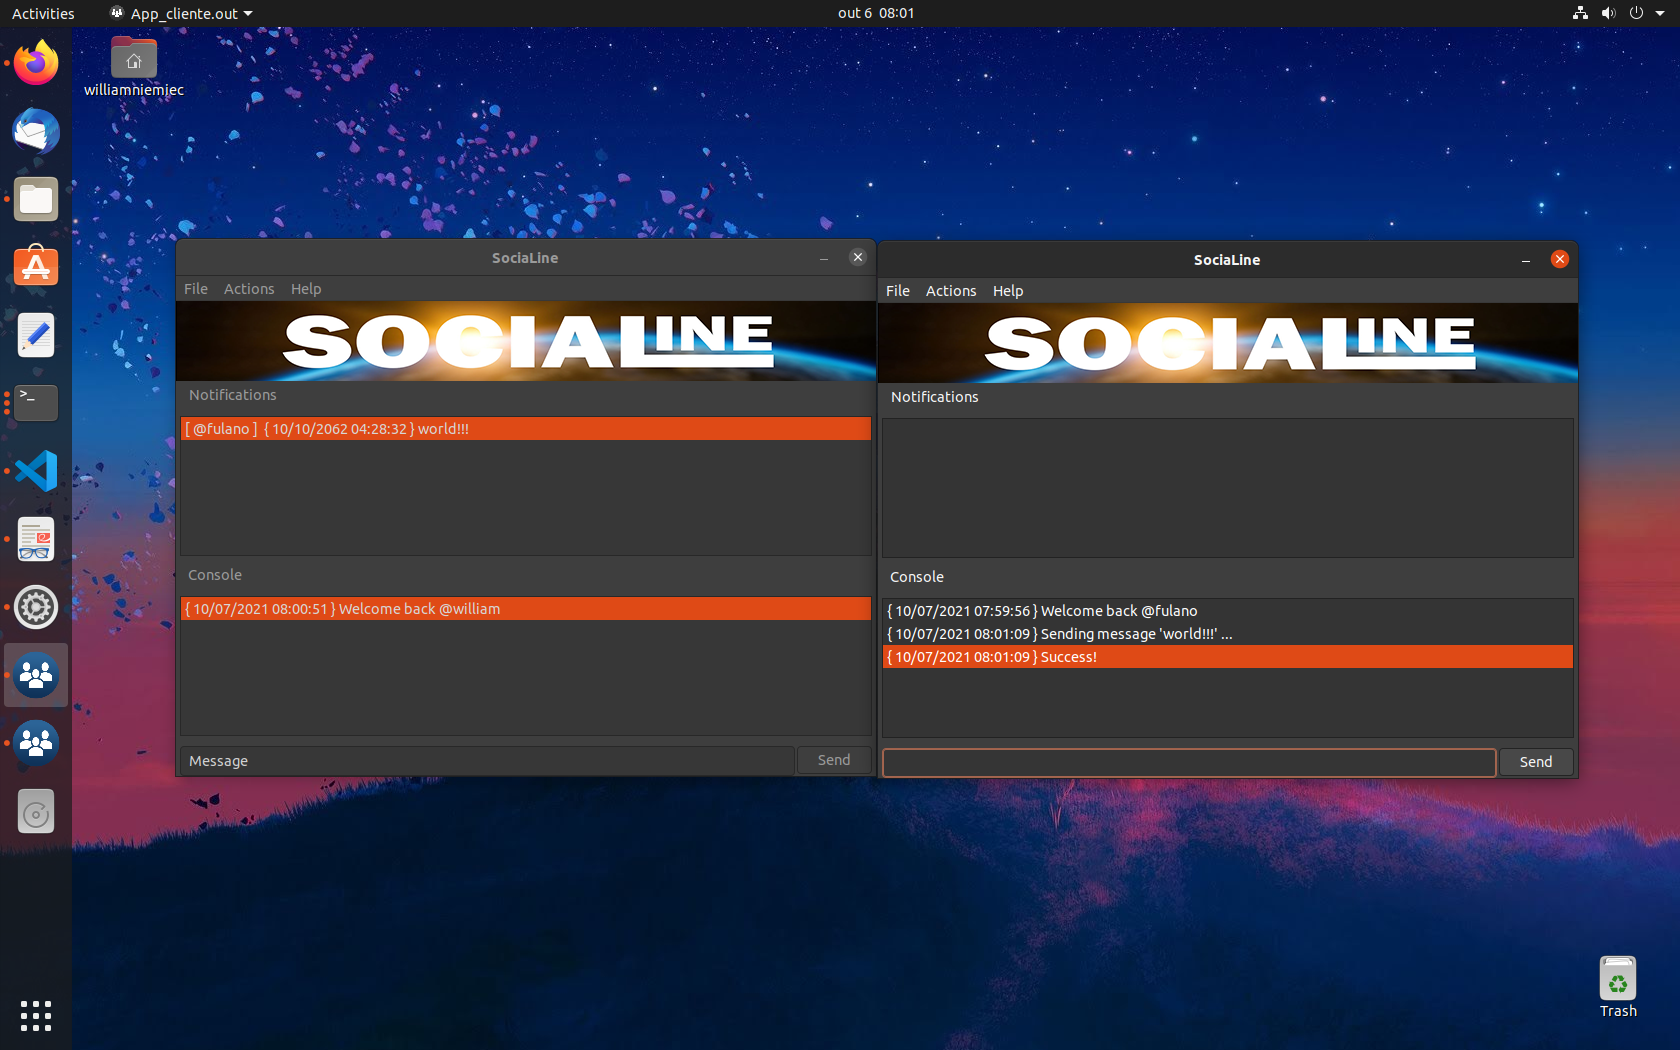 Activities
App_cliente.out
out 6 08:01
williamniemiec
SociaLine
File Actions Help
SOCIALINE
Notifications
[ @fulano ] { 10/10/2062 04:28:32 } world!!!
Console
{ 10/07/2021 08:00:51 } Welcome back @william
Message
Send
SociaLine
File Actions Help
SOCIALINE
Notifications
Console
{ 10/07/2021 07:59:56 } Welcome back @fulano
{ 10/07/2021 08:01:09 } Sending message 'world!!!' ...
{ 10/07/2021 08:01:09 } Success!
Send
Trash